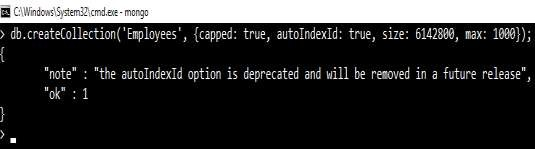 C:\Windows\System32\cmd.exe - mongo
> db.createCollection('Employees', {capped: true, autoIndexId: true, size: 6142800, max: 1000});
{
"note" : "the autoIndexId option is deprecated and will be removed in a future release",
"ok" : 1
}
>